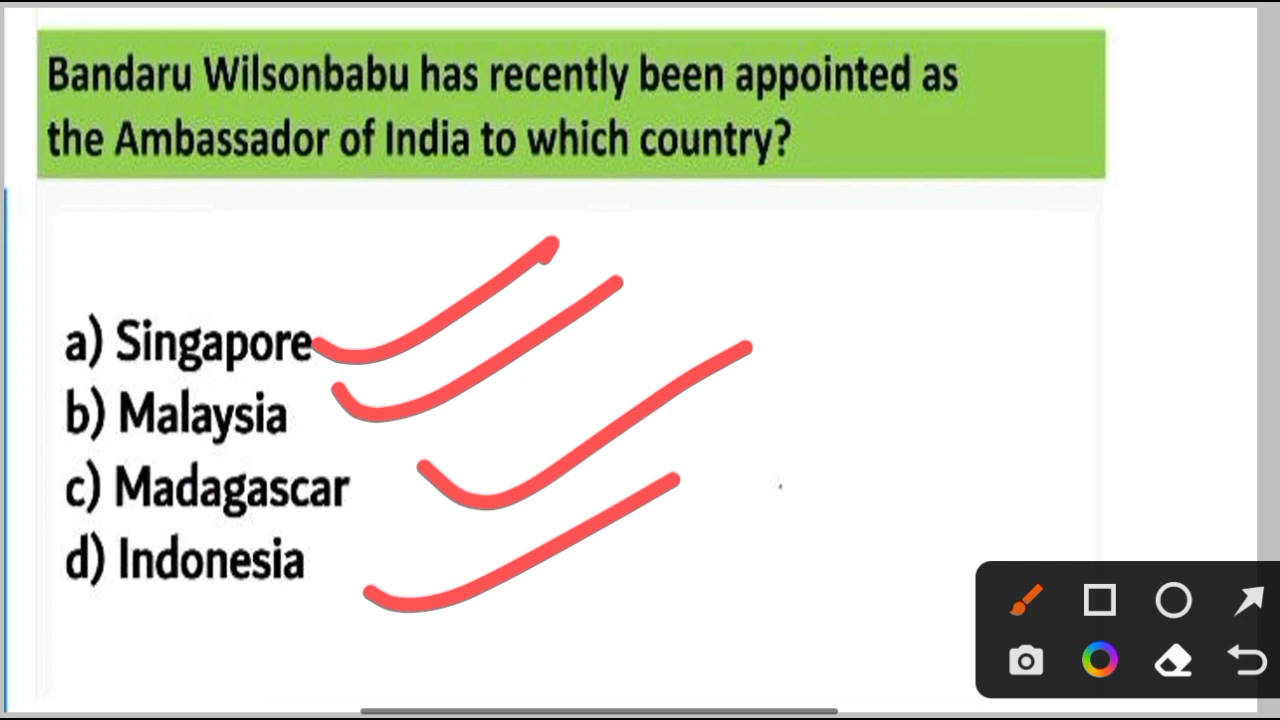 Bandaru Wilsonbabu has recently been appointed as
the Ambassador of India to which country?
a) Singapore
b) Malaysia
c) Madagascar
d) Indonesia